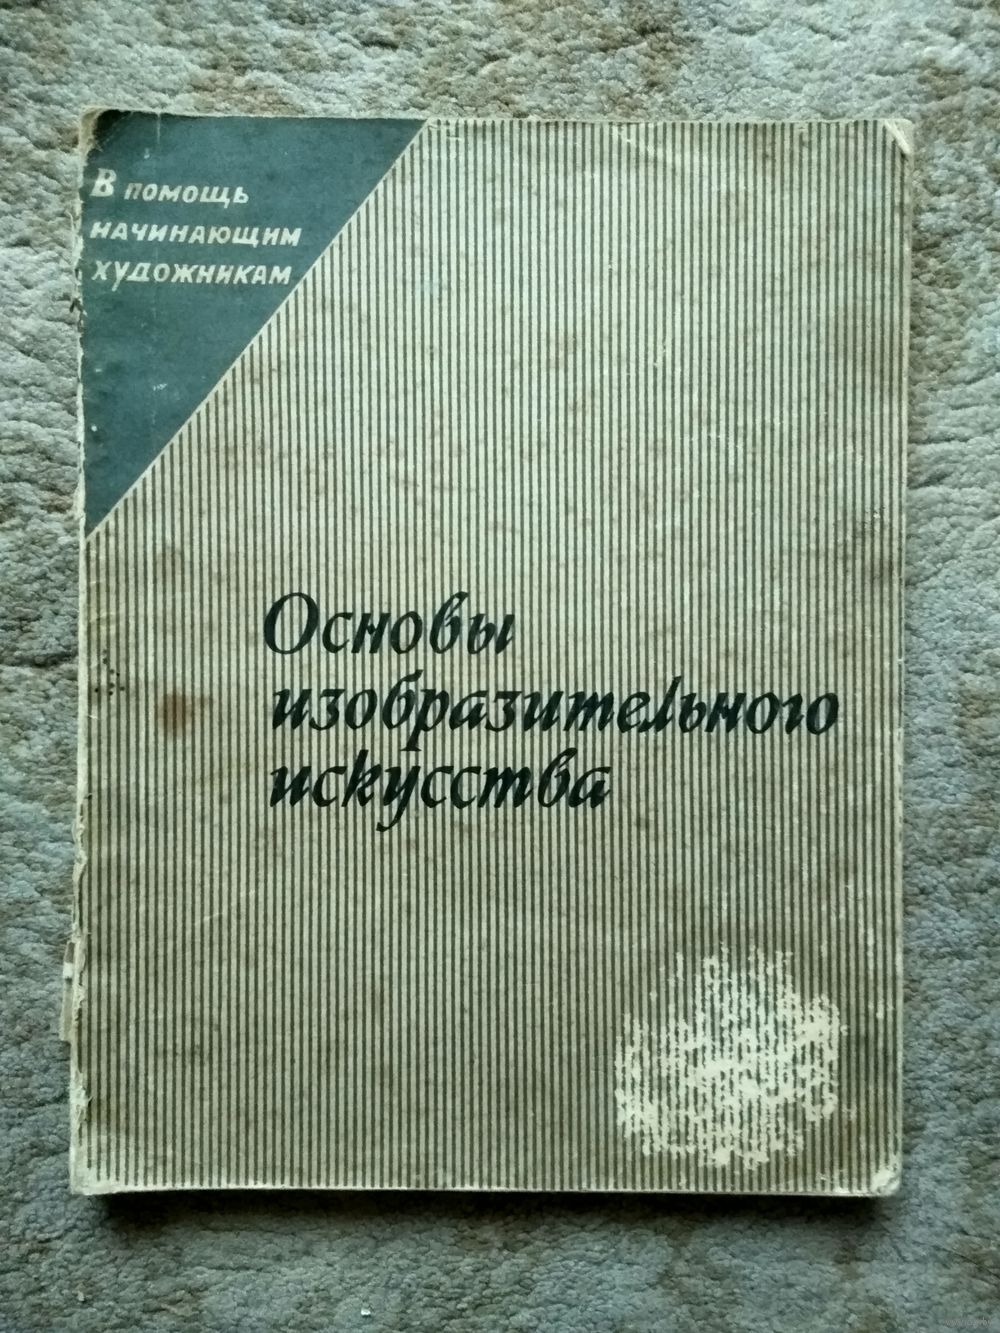 В помощь
начинающим
художникам
Основы
изобразительного
искусства